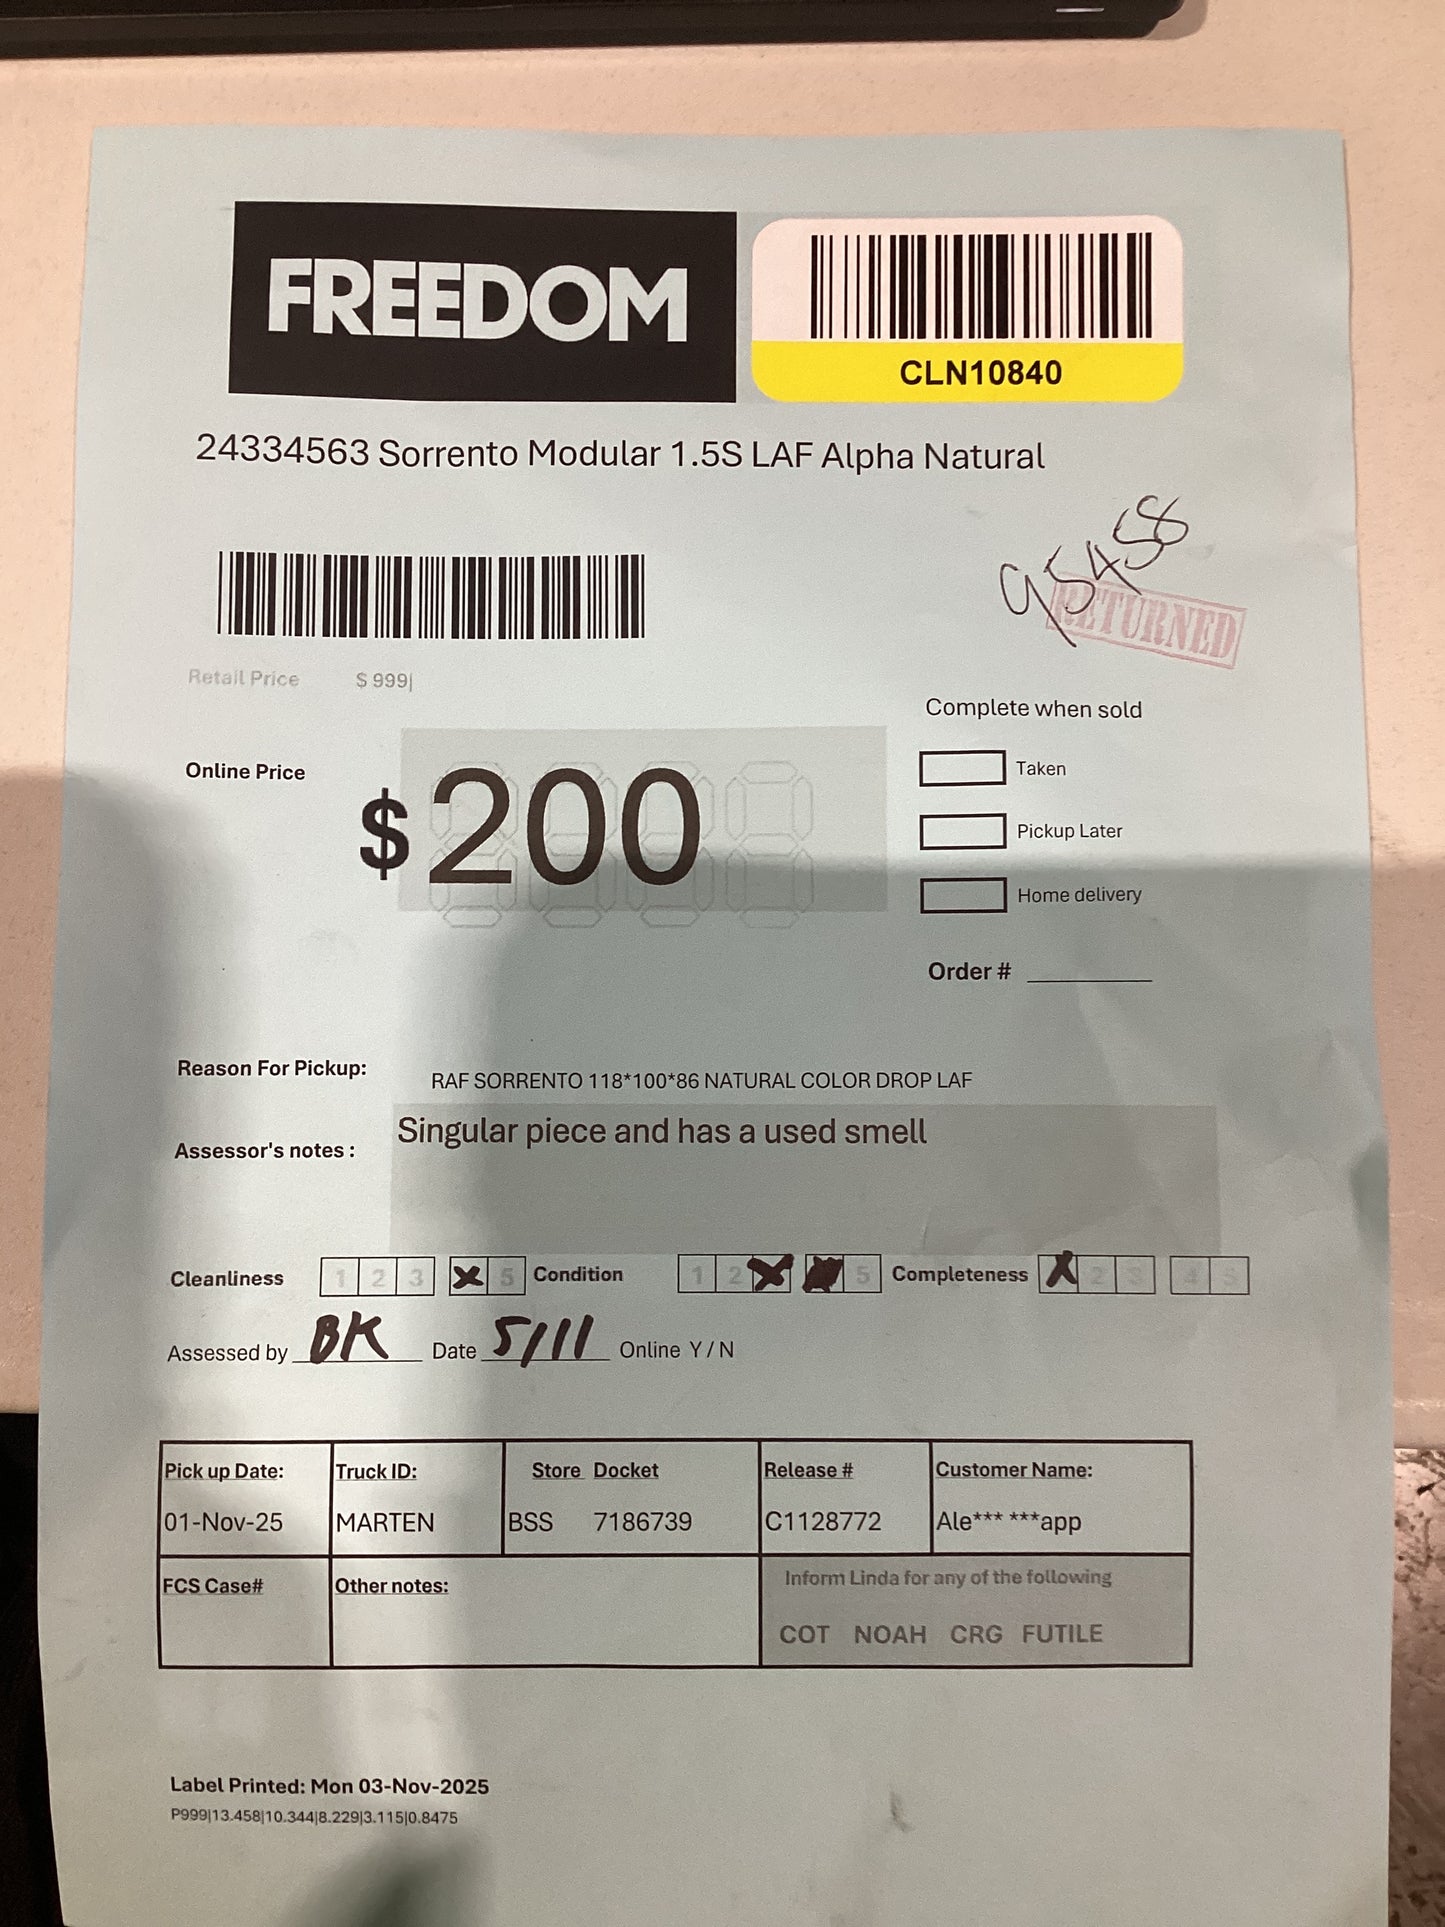 FREEDOM
CLN10840
24334563 Sorrento Modular 1.5S LAF Alpha Natural
95458
RETURNED
Retail Price $ 999|
Complete when sold
Online Price
$ 200
Taken
Pickup Later
Home delivery
Order #
Reason For Pickup: RAF SORRENTO 118*100*86 NATURAL COLOR DROP LAF
Assessor's notes : Singular piece and has a used smell
Cleanliness 1 2 3 5 Condition 1 2 5 Completeness 2 3 4 5
Assessed by BK Date 5/11 Online Y / N
Pick up Date: Truck ID: Store Docket Release # Customer Name:
01-Nov-25 MARTEN BSS 7186739 C1128772 Ale*** ***app
FCS Case# Other notes: Inform Linda for any of the following
COT NOAH CRG FUTILE
Label Printed: Mon 03-Nov-2025
P999|13.458|10.344|8.229|3.115|0.8475